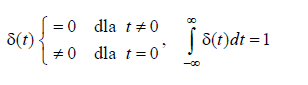 δ(t) { = 0 dla t ≠ 0
≠ 0 dla t = 0 , ∫_{-∞}^{∞} δ(t)dt = 1